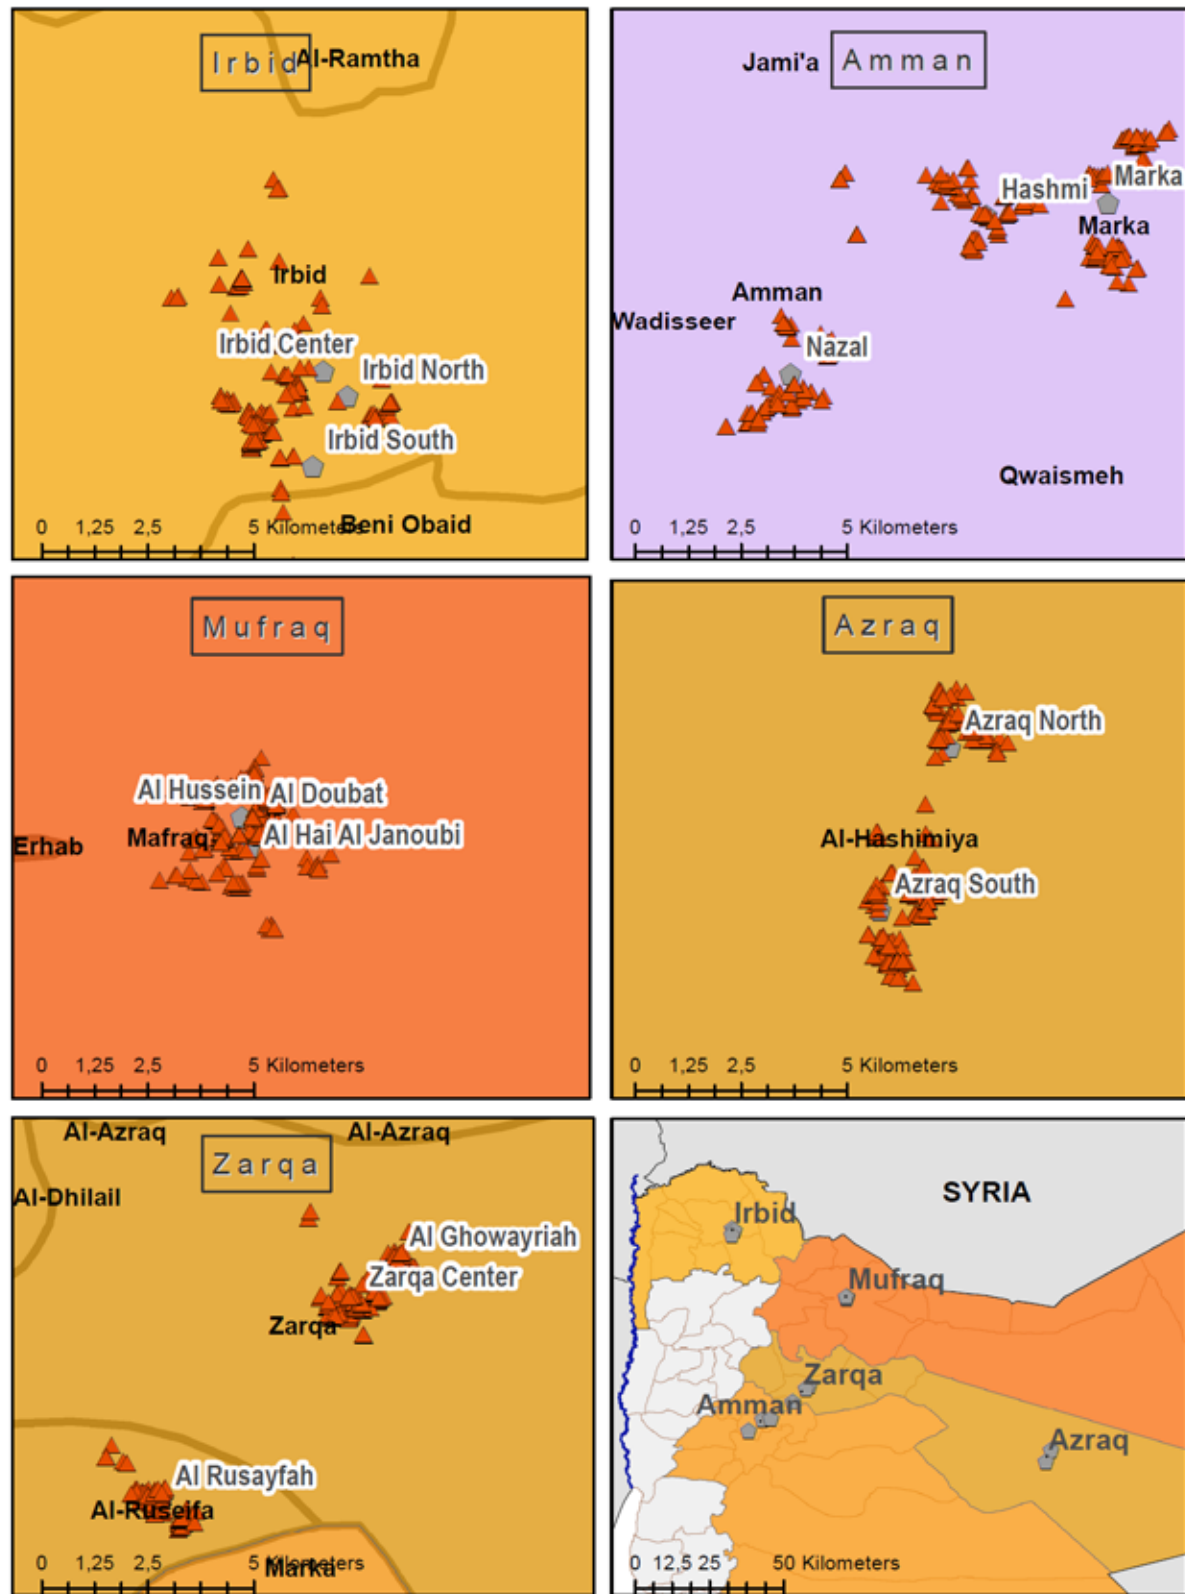 Irbid
Al-Ramtha
Irbid
Irbid Center
Irbid North
Irbid South
Beni Obaid
0 1,25 2,5 5 Kilometers
Amman
Jami'a
Hashmi
Marka
Marka
Amman
Wadisseer
Nazal
Qwaismeh
0 1,25 2,5 5 Kilometers
Mufraq
Al Hussein
Al Doubat
Mafraq
Al Hai Al Janoubi
Erhab
0 1,25 2,5 5 Kilometers
Azraq
Azraq North
Al-Hashimiya
Azraq South
0 1,25 2,5 5 Kilometers
Al-Azraq
Al-Azraq
Zarqa
Al-Dhilail
Al Ghowayriah
Zarqa Center
Zarqa
Al Rusayfah
Al-Ruseifa
Marka
0 1,25 2,5 5 Kilometers
SYRIA
Irbid
Mufraq
Zarqa
Amman
Azraq
0 12,5 25 50 Kilometers